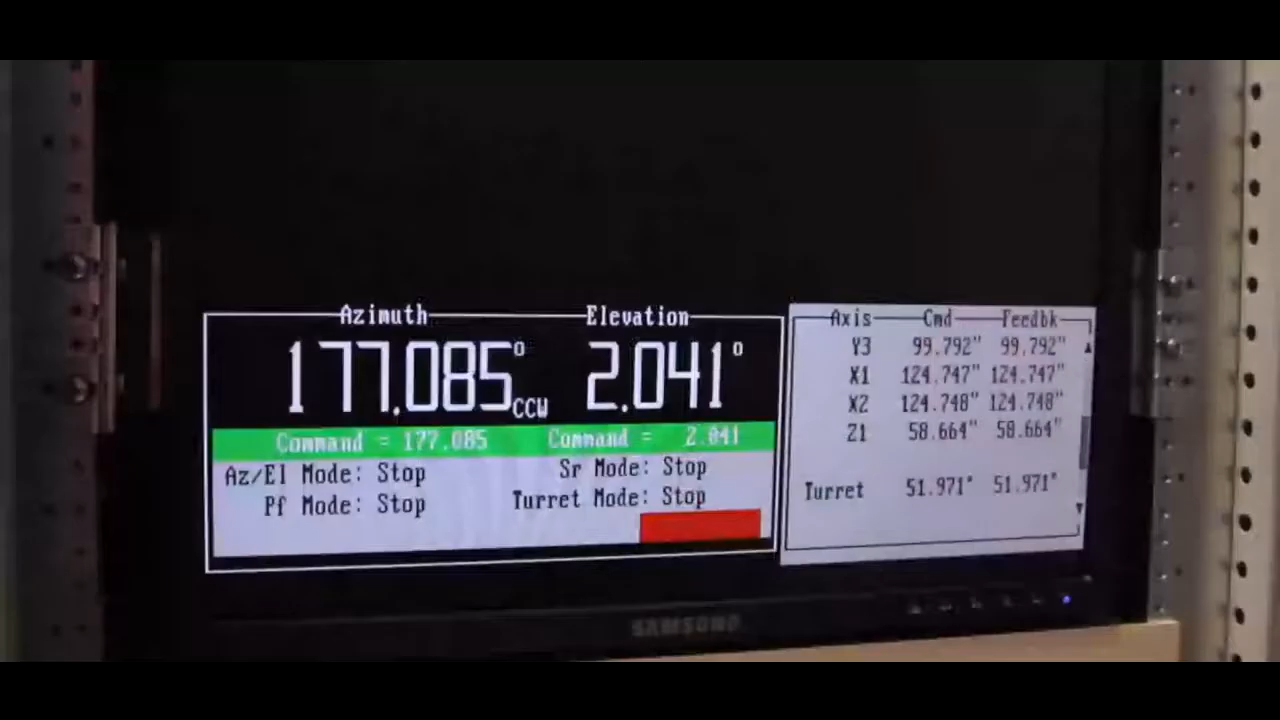 Azimuth Elevation
177.085° CCW 2.041°
Command = 177.085 Command = 2.041
Az/El Mode: Stop Sr Mode: Stop
Pf Mode: Stop Turret Mode: Stop
Axis Cmd Feedbk
Y3 99.792" 99.792"
X1 124.747" 124.747"
X2 124.748" 124.748"
Z1 58.664" 58.664"
Turret 51.971° 51.971°
SAMSUNG